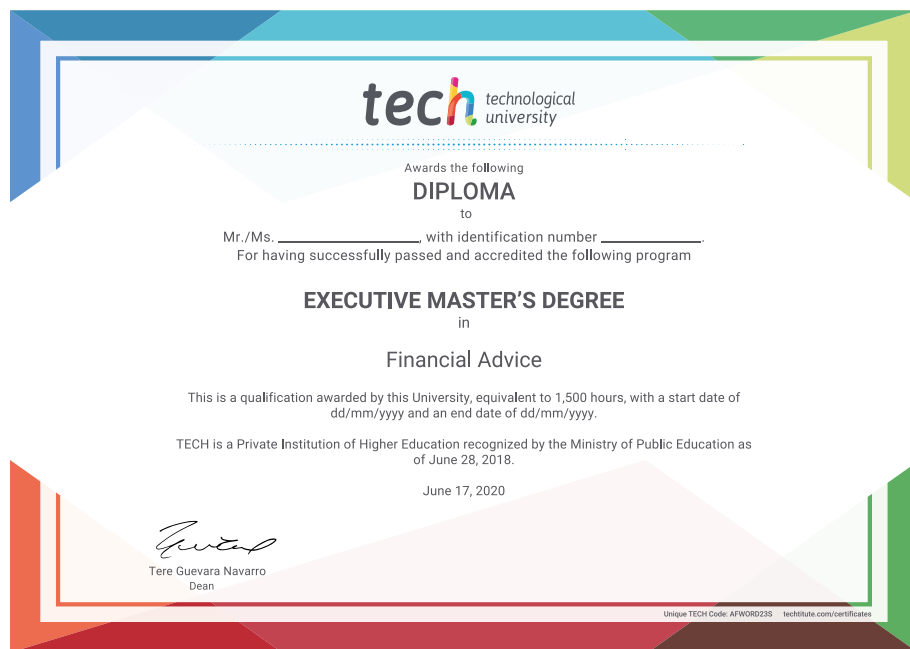 tech technological
university
Awards the following
DIPLOMA
to
Mr./Ms. ____________, with identification number ____________.
For having successfully passed and accredited the following program
EXECUTIVE MASTER'S DEGREE
in
Financial Advice
This is a qualification awarded by this University, equivalent to 1,500 hours, with a start date of
dd/mm/yyyy and an end date of dd/mm/yyyy.
TECH is a Private Institution of Higher Education recognized by the Ministry of Public Education as
of June 28, 2018.
June 17, 2020
Tere Guevara Navarro
Dean
Unique TECH Code: AFWORD23S techtitute.com/certificates